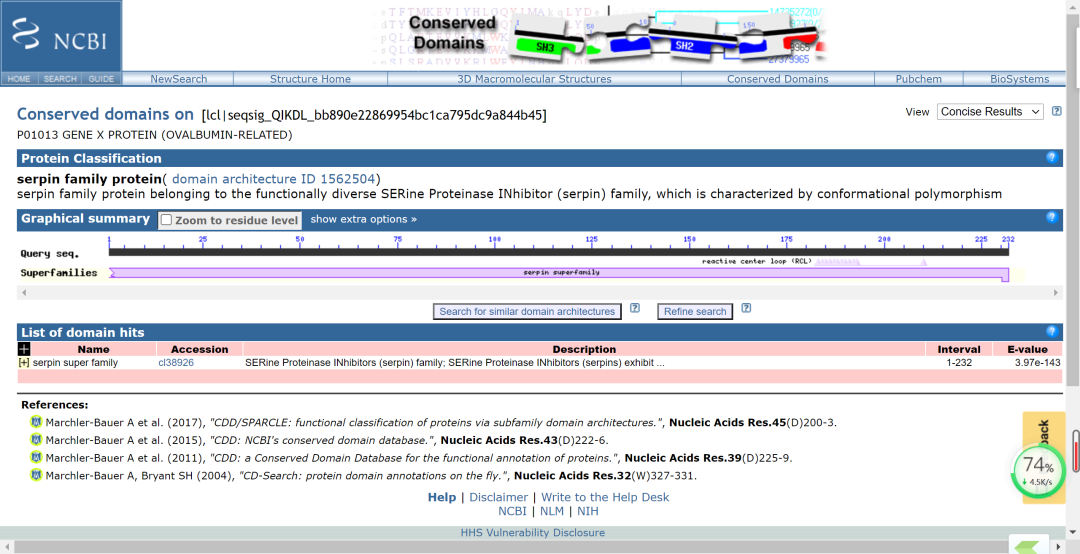 NCBI
HOME SEARCH GUIDE
Conserved
Domains
SH3
SH2
14275272[0/
27375365
NewSearch Structure Home 3D Macromolecular Structures Conserved Domains Pubchem BioSystems
Conserved domains on [lcl|seqsig_QIKDL_bb890e22869954bc1ca795dc9a844b45]
View Concise Results ?
P01013 GENE X PROTEIN (OVALBUMIN-RELATED)
Protein Classification ?
serpin family protein( domain architecture ID 1562504)
serpin family protein belonging to the functionally diverse SERine Proteinase INhibitor (serpin) family, which is characterized by conformational polymorphism
Graphical summary Zoom to residue level show extra options » ?
1 25 50 75 100 125 150 175 200 225 232
Query seq.
reactive center loop (RCL)
Superfamilies serpin superfamily
Search for similar domain architectures ? Refine search ?
List of domain hits ?
+ Name Accession Description Interval E-value
[+] serpin super family cl38926 SERine Proteinase INhibitors (serpin) family; SERine Proteinase INhibitors (serpins) exhibit ... 1-232 3.97e-143
References:
Marchler-Bauer A et al. (2017), "CDD/SPARCLE: functional classification of proteins via subfamily domain architectures.", Nucleic Acids Res.45(D)200-3.
Marchler-Bauer A et al. (2015), "CDD: NCBI's conserved domain database.", Nucleic Acids Res.43(D)222-6.
Marchler-Bauer A et al. (2011), "CDD: a Conserved Domain Database for the functional annotation of proteins.", Nucleic Acids Res.39(D)225-9.
Marchler-Bauer A, Bryant SH (2004), "CD-Search: protein domain annotations on the fly.", Nucleic Acids Res.32(W)327-331.
74%
↓ 4.5K/s
Help | Disclaimer | Write to the Help Desk
NCBI | NLM | NIH
HHS Vulnerability Disclosure